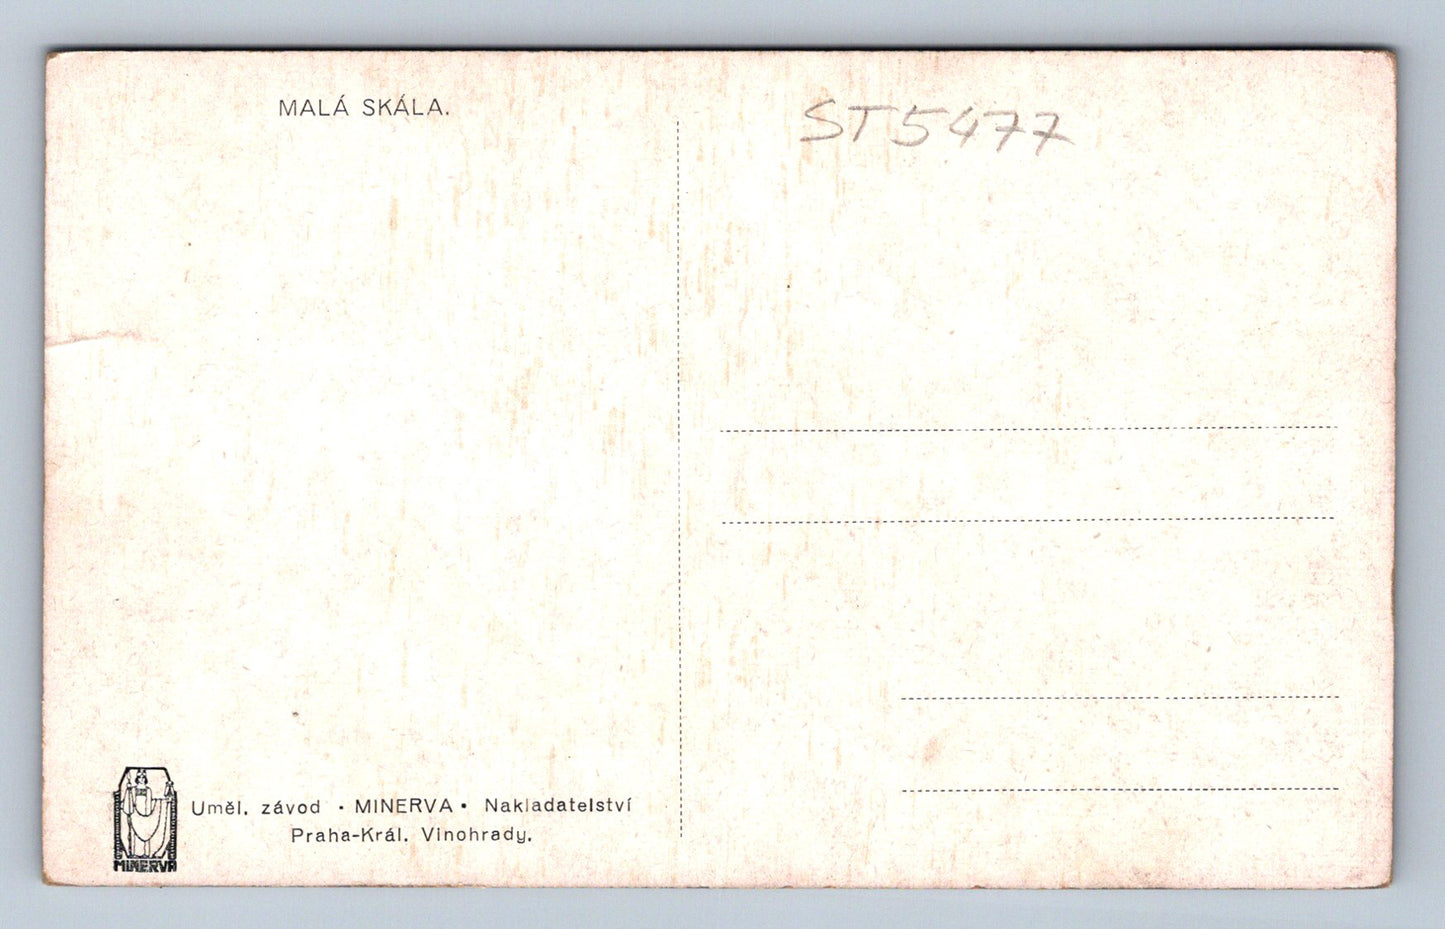 MALÁ SKÁLA.
ST5477
Uměl. závod · MINERVA · Nakladatelství
Praha-Král. Vinohrady.
MINERVA